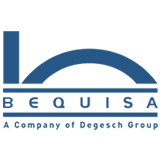 BEQUISA
A Company of Degesch Group